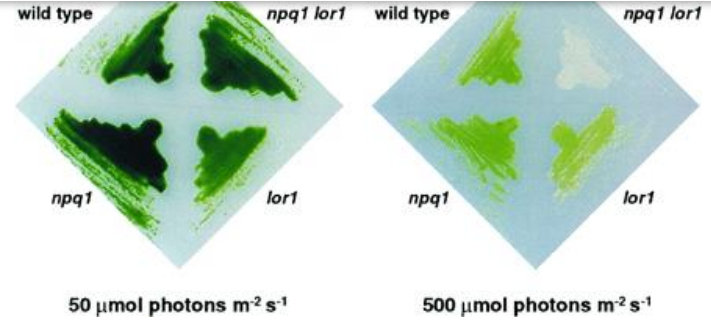 wild type npq1 lor1 wild type npq1 lor1
npq1 lor1 npq1 lor1
50 μmol photons m-2 s-1 500 μmol photons m-2 s-1